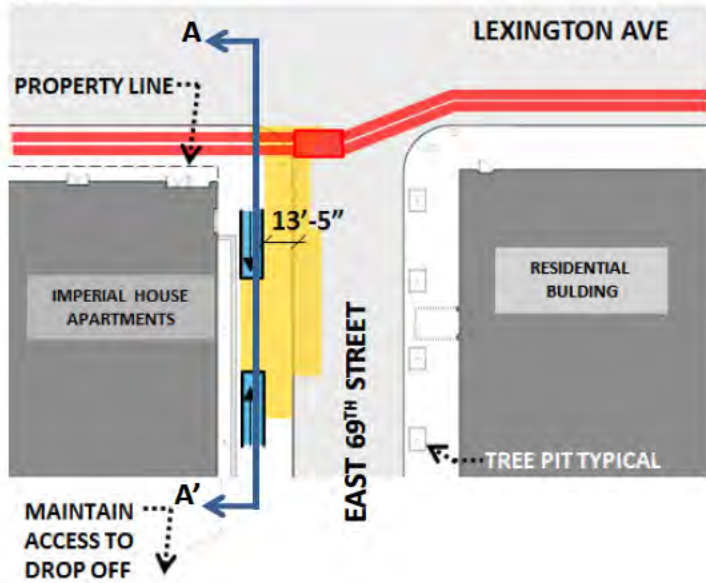 A
LEXINGTON AVE
PROPERTY LINE
13'-5"
IMPERIAL HOUSE
APARTMENTS
RESIDENTIAL
BULDING
EAST 69TH STREET
TREE PIT TYPICAL
A'
MAINTAIN
ACCESS TO
DROP OFF